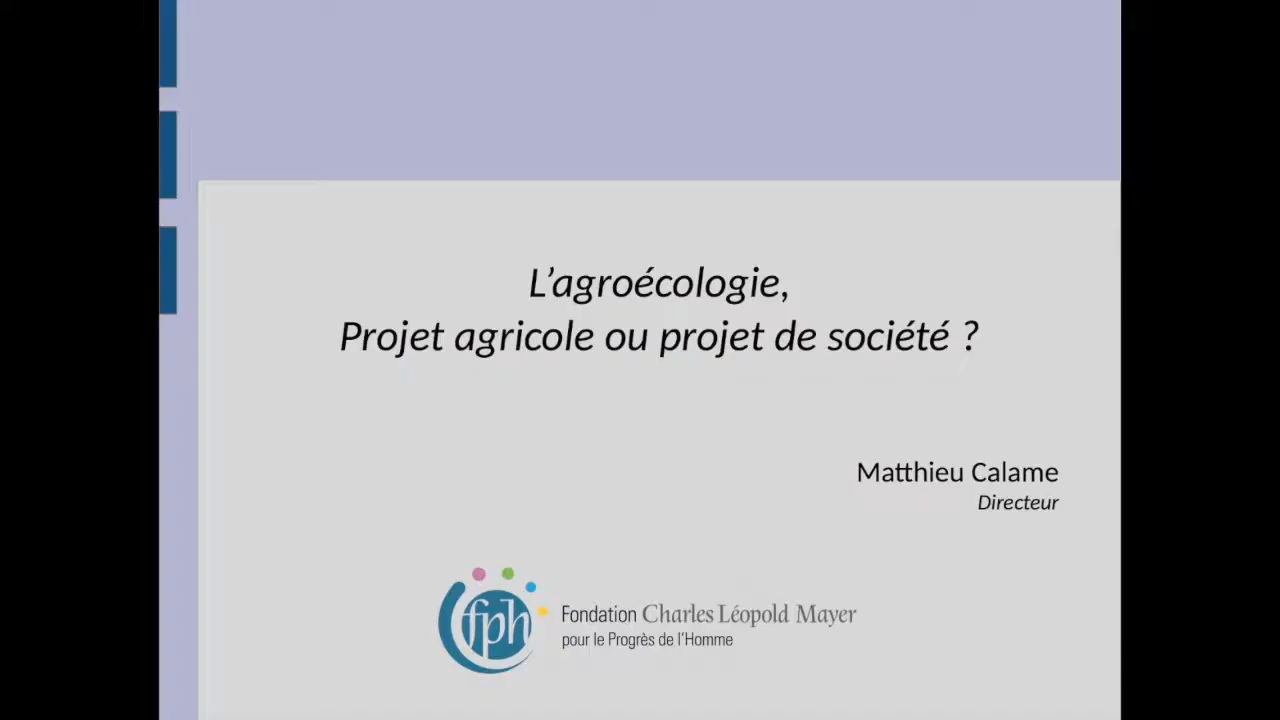 L’agroécologie,
Projet agricole ou projet de société ?
Matthieu Calame
Directeur
fph
Fondation Charles Léopold Mayer
pour le Progrès de l’Homme